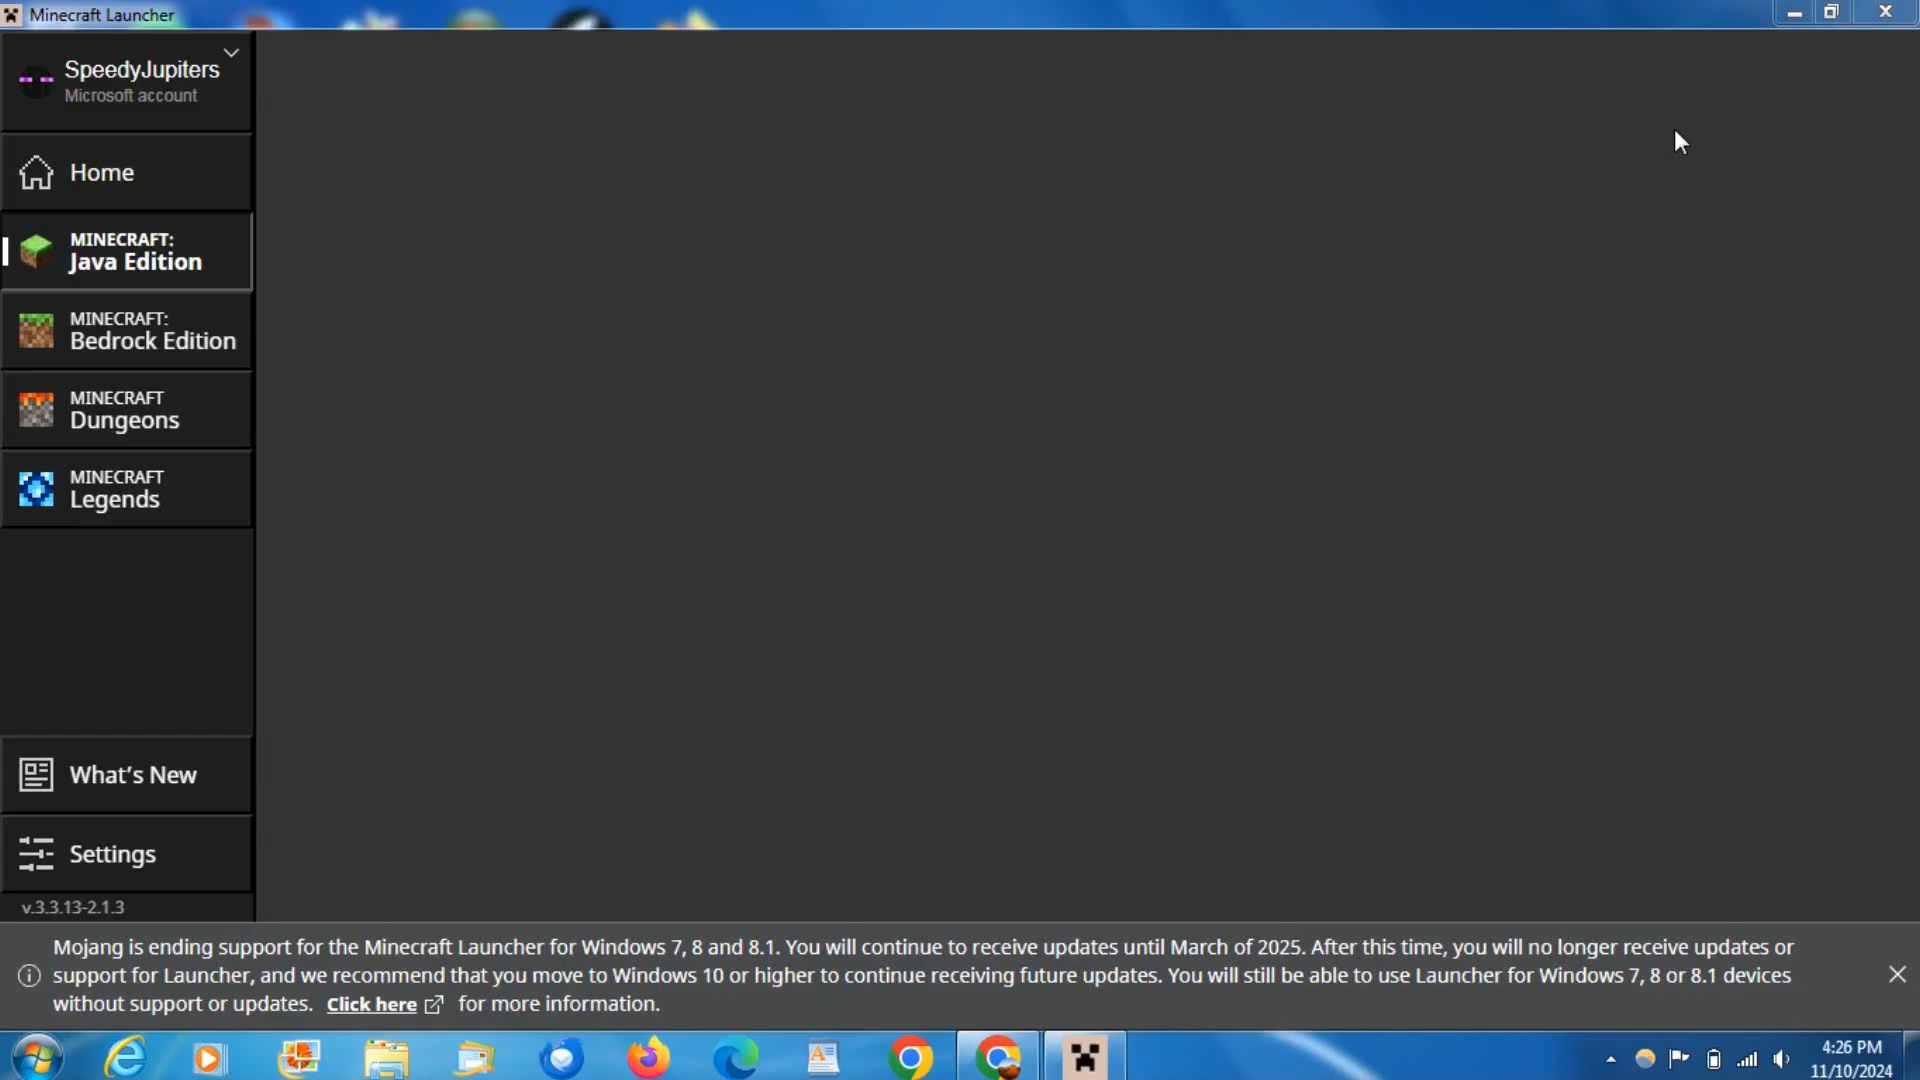 Minecraft Launcher
SpeedyJupiters
Microsoft account
Home
MINECRAFT:
Java Edition
MINECRAFT:
Bedrock Edition
MINECRAFT
Dungeons
MINECRAFT
Legends
What's New
Settings
v.3.3.13-2.1.3
Mojang is ending support for the Minecraft Launcher for Windows 7, 8 and 8.1. You will continue to receive updates until March of 2025. After this time, you will no longer receive updates or
support for Launcher, and we recommend that you move to Windows 10 or higher to continue receiving future updates. You will still be able to use Launcher for Windows 7, 8 or 8.1 devices
without support or updates. Click here for more information.
4:26 PM
11/10/2024